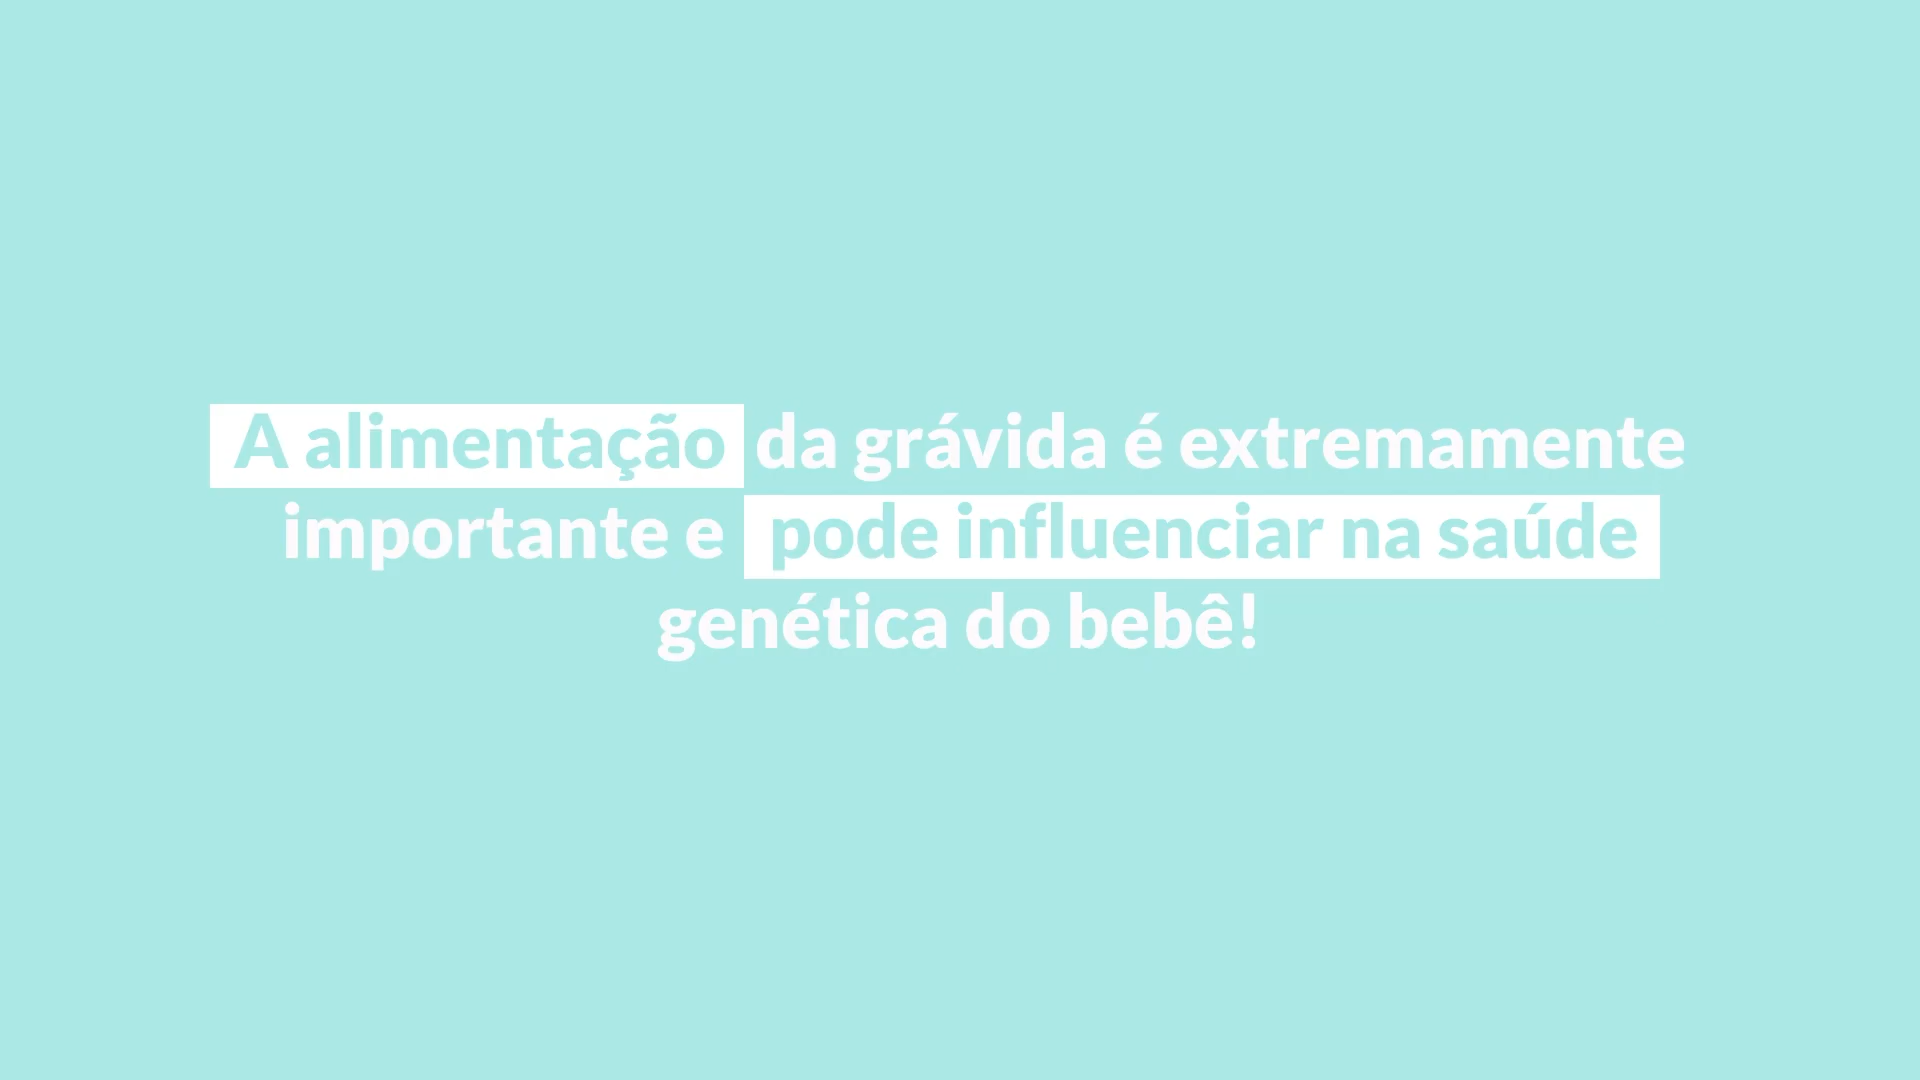 A alimentação da grávida é extremamente
importante e pode influenciar na saúde
genética do bebê!